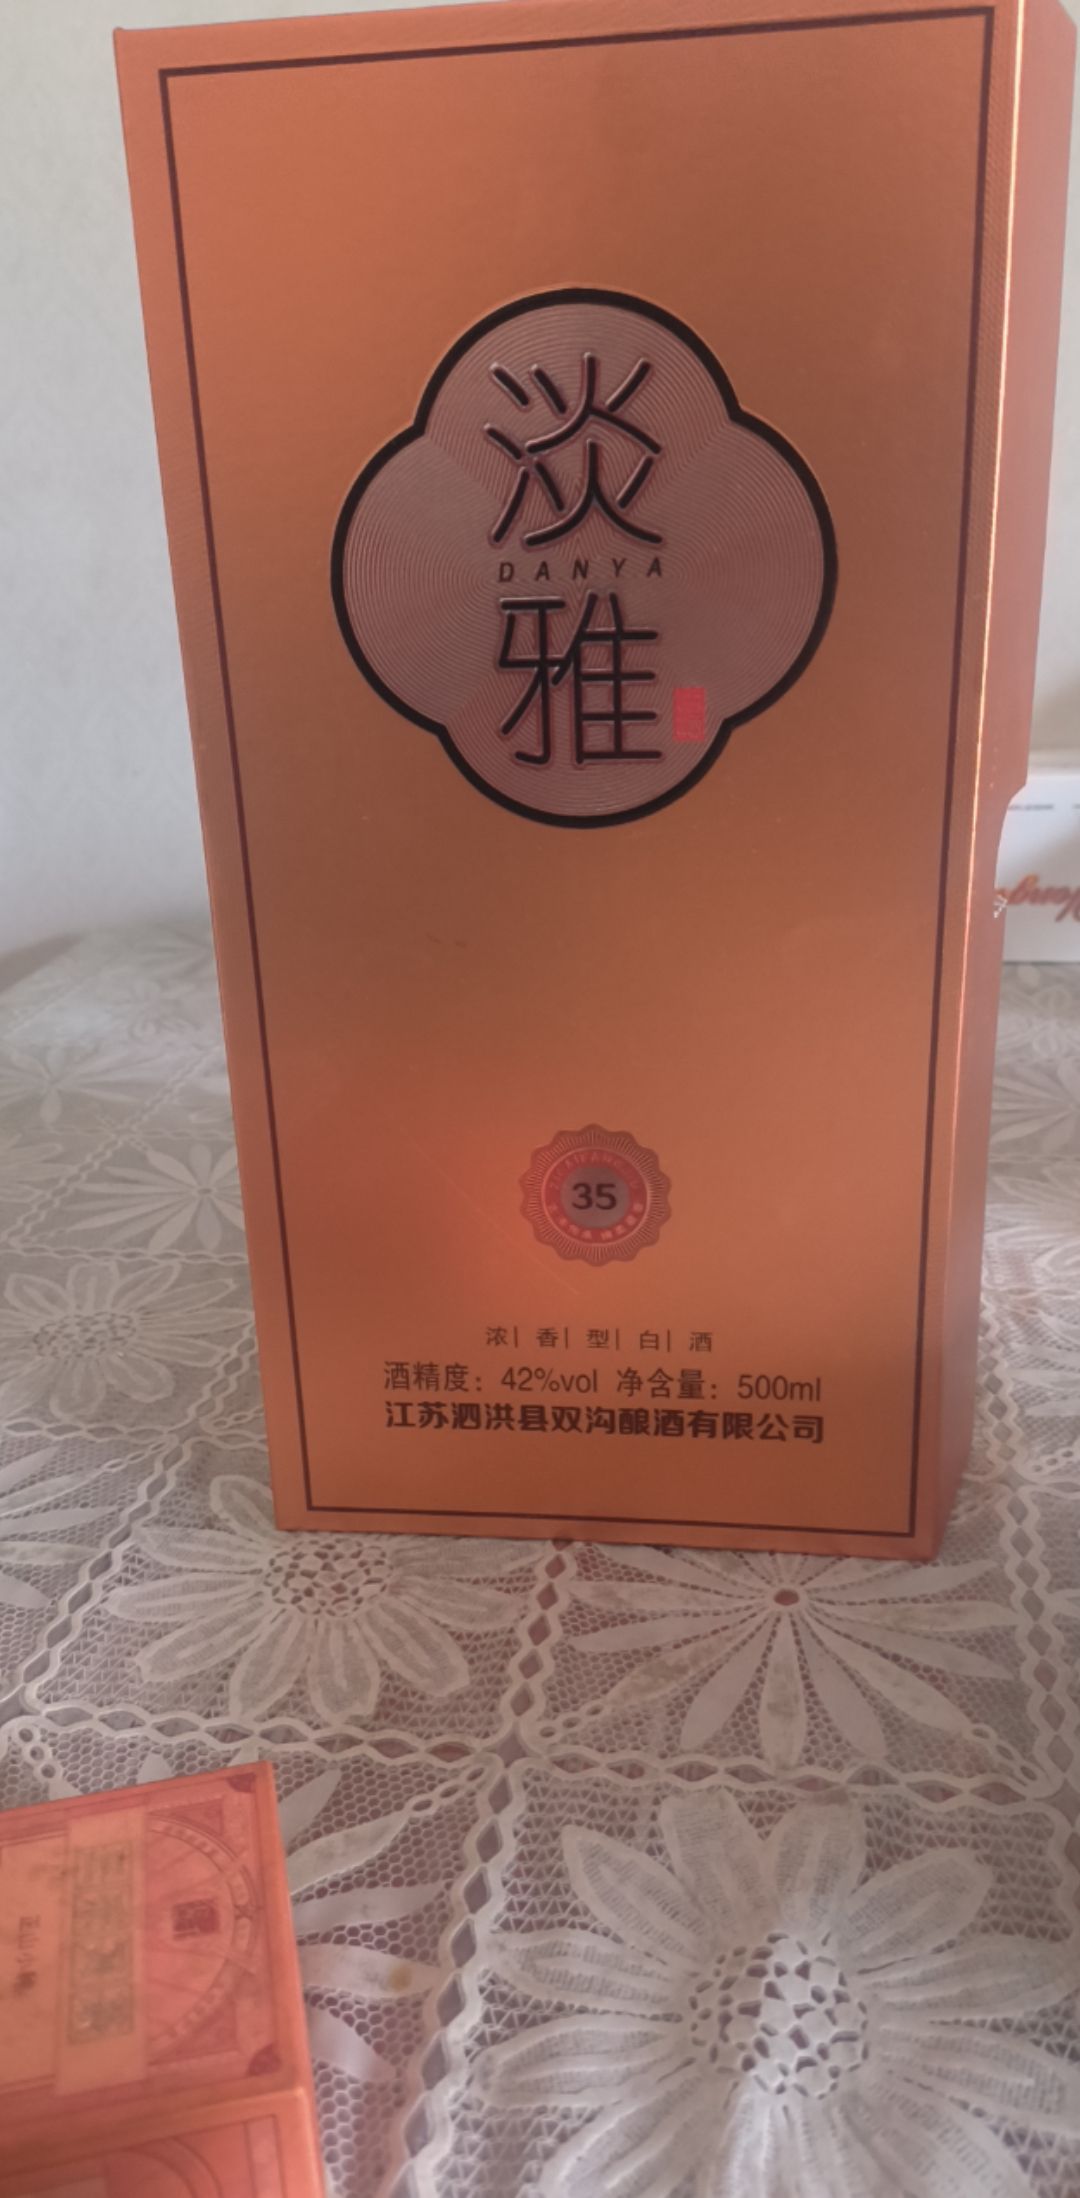 淡
DANYA
雅
35
浓| 香| 型| 白| 酒
酒精度：42%vol 净含量：500ml
江苏泗洪县双沟酿酒有限公司